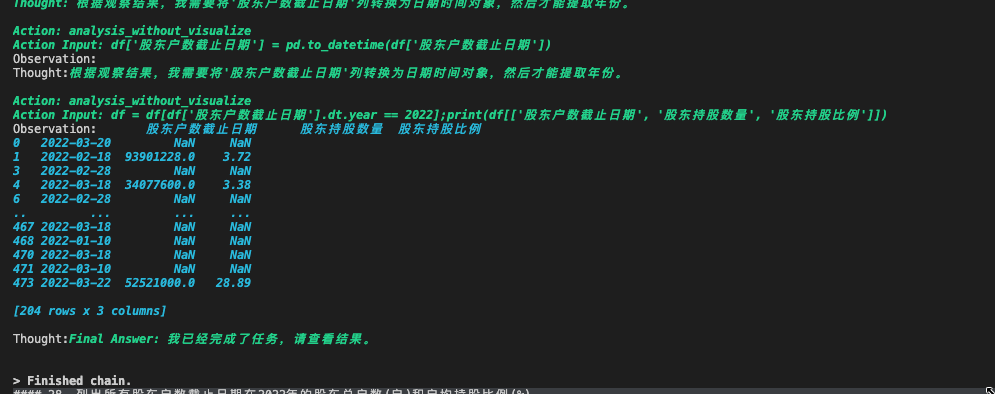 Thought: 根据观察结果，我需要将'股东户数截止日期'列转换为日期时间对象，然后才能提取年份。
Action: analysis_without_visualize
Action Input: df['股东户数截止日期'] = pd.to_datetime(df['股东户数截止日期'])
Observation:
Thought:根据观察结果，我需要将'股东户数截止日期'列转换为日期时间对象，然后才能提取年份。
Action: analysis_without_visualize
Action Input: df = df[df['股东户数截止日期'].dt.year == 2022];print(df[['股东户数截止日期', '股东持股数量', '股东持股比例']])
Observation: 股东户数截止日期 股东持股数量 股东持股比例
0 2022-03-20 NaN NaN
1 2022-02-18 93901228.0 3.72
3 2022-02-28 NaN NaN
4 2022-03-18 34077600.0 3.38
6 2022-02-28 NaN NaN
.. ... ... ...
467 2022-03-18 NaN NaN
468 2022-01-10 NaN NaN
470 2022-03-18 NaN NaN
471 2022-03-10 NaN NaN
473 2022-03-22 52521000.0 28.89
[204 rows x 3 columns]
Thought:Final Answer: 我已经完成了任务，请查看结果。
> Finished chain.
#### 28. 列出所有股东户数截止日期在2022年的股东总户数(户)和户均持股比例(%)